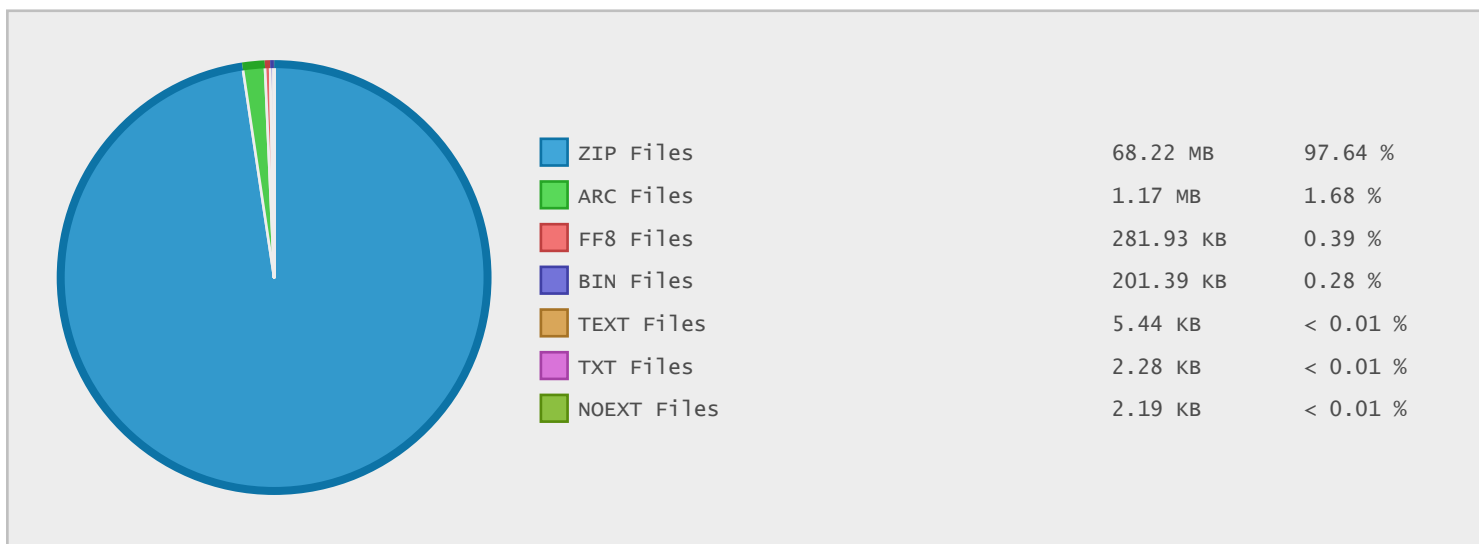 ZIP Files 68.22 MB 97.64 %
ARC Files 1.17 MB 1.68 %
FF8 Files 281.93 KB 0.39 %
BIN Files 201.39 KB 0.28 %
TEXT Files 5.44 KB < 0.01 %
TXT Files 2.28 KB < 0.01 %
NOEXT Files 2.19 KB < 0.01 %